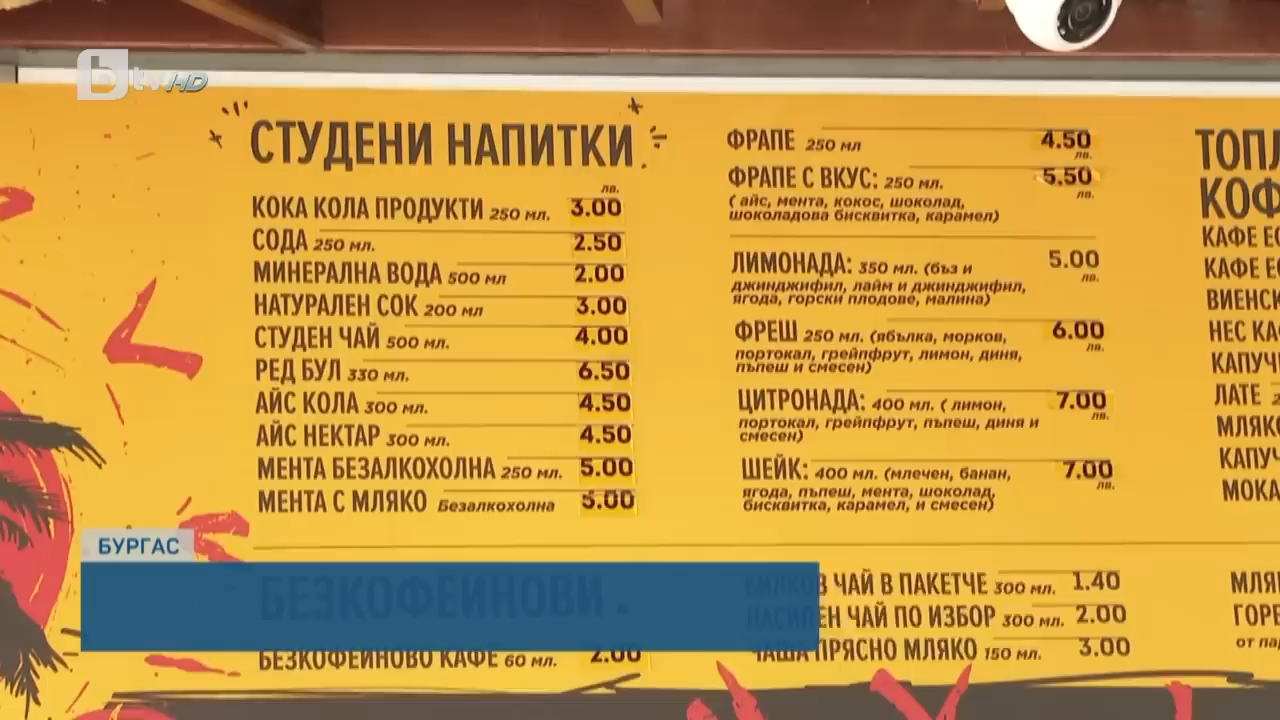 btv HD
СТУДЕНИ НАПИТКИ
лв.
КОКА КОЛА ПРОДУКТИ 250 мл. 3.00
СОДА 250 мл. 2.50
МИНЕРАЛНА ВОДА 500 мл 2.00
НАТУРАЛЕН СОК 200 мл 3.00
СТУДЕН ЧАЙ 500 мл. 4.00
РЕД БУЛ 330 мл. 6.50
АЙС КОЛА 300 мл. 4.50
АЙС НЕКТАР 300 мл. 4.50
МЕНТА БЕЗАЛКОХОЛНА 250 мл. 5.00
МЕНТА С МЛЯКО Безалкохолна 5.00
ФРАПЕ 250 мл 4.50
лв.
ФРАПЕ С ВКУС: 250 мл. 5.50
лв.
( айс, мента, кокос, шоколад,
шоколадова бисквитка, карамел)
ЛИМОНАДА: 350 мл. (бъз и 5.00
лв.
джинджифил, лайм и джинджифил,
ягода, горски плодове, малина)
ФРЕШ 250 мл. (ябълка, морков, 6.00
лв.
портокал, грейпфрут, лимон, диня,
пъпеш и смесен)
ЦИТРОНАДА: 400 мл. ( лимон, 7.00
лв.
портокал, грейпфрут, пъпеш, диня и
смесен)
ШЕЙК: 400 мл. (млечен, банан, 7.00
лв.
ягода, пъпеш, мента, шоколад,
бисквитка, карамел, и смесен)
ТОПЛ
КОФ
КАФЕ ЕС
КАФЕ ЕС
ВИЕНСК
НЕС КА
КАПУЧ
ЛАТЕ 2
МЛЯКО
КАПУЧ
МОКА
БУРГАС
БЕЗКОФЕИНОВИ
БЕЗКОФЕИНОВО КАФЕ 60 мл. 2.00
БИЛКОВ ЧАЙ В ПАКЕТЧЕ 300 мл. 1.40
НАСИПЕН ЧАЙ ПО ИЗБОР 300 мл. 2.00
ЧАША ПРЯСНО МЛЯКО 150 мл. 3.00
МЛЯ
ГОРЕ
от па